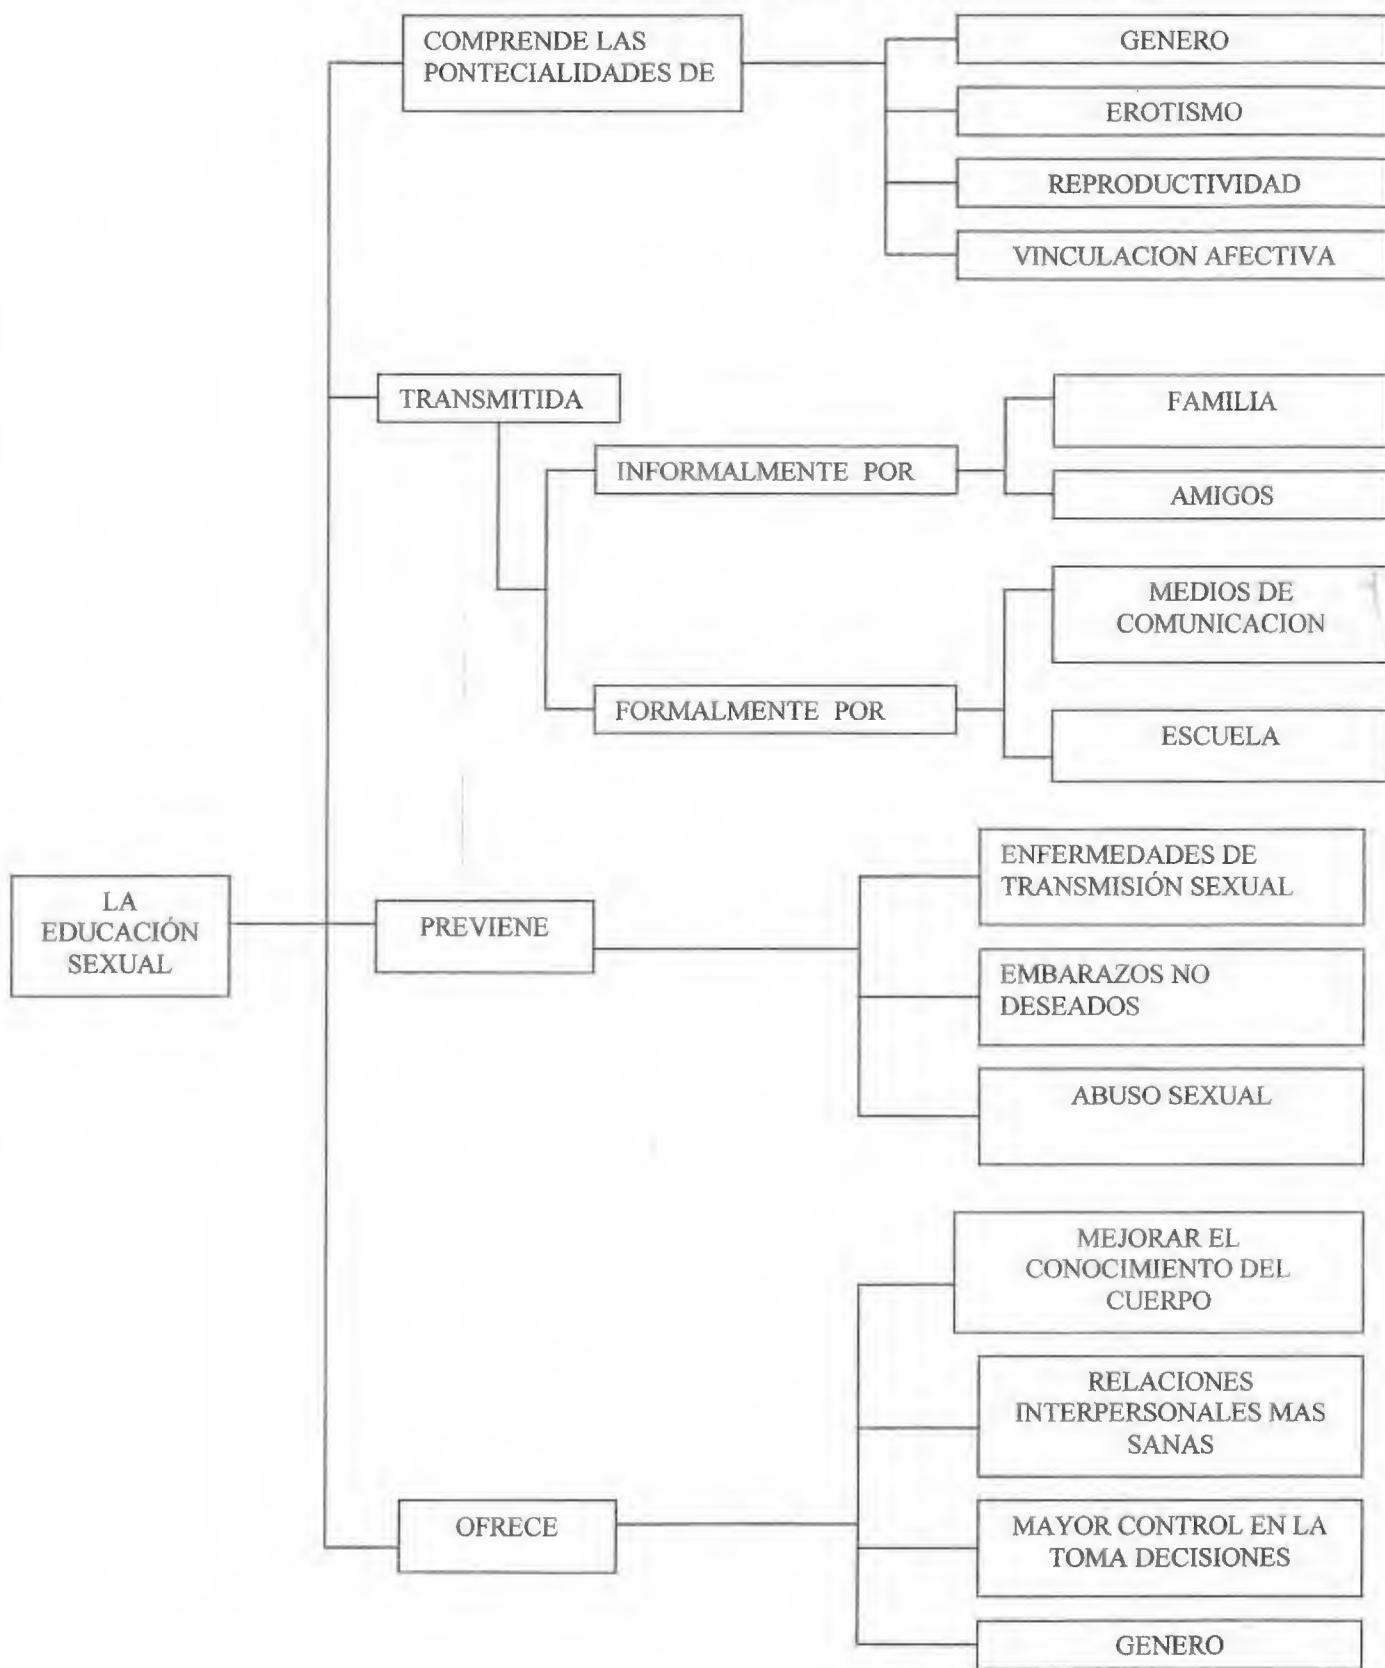 COMPRENDE LAS
PONTECIALIDADES DE
GENERO
EROTISMO
REPRODUCTIVIDAD
VINCULACION AFECTIVA
TRANSMITIDA
INFORMALMENTE POR
FAMILIA
AMIGOS
FORMALMENTE POR
MEDIOS DE
COMUNICACION
ESCUELA
LA
EDUCACIÓN
SEXUAL
PREVIENE
ENFERMEDADES DE
TRANSMISIÓN SEXUAL
EMBARAZOS NO
DESEADOS
ABUSO SEXUAL
OFRECE
MEJORAR EL
CONOCIMIENTO DEL
CUERPO
RELACIONES
INTERPERSONALES MAS
SANAS
MAYOR CONTROL EN LA
TOMA DECISIONES
GENERO